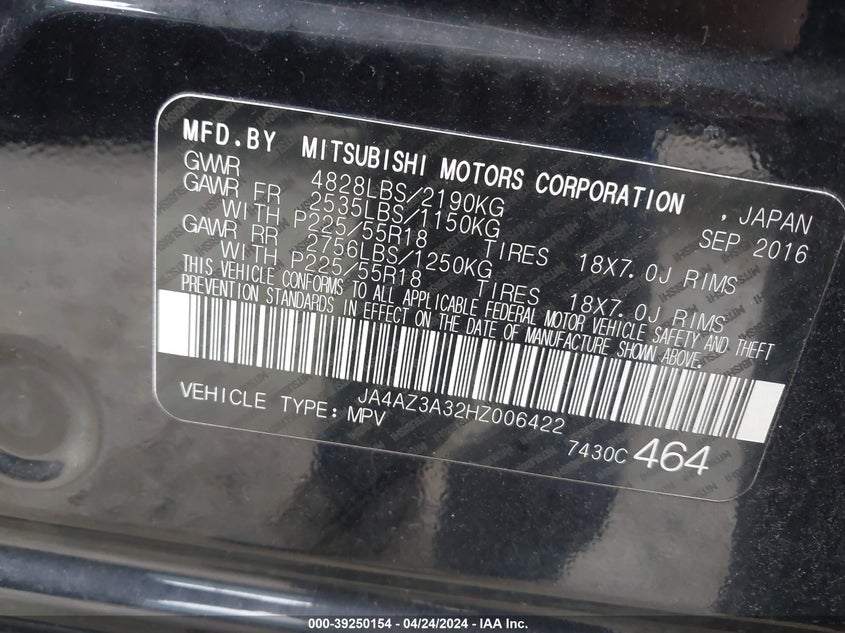 MFD.BY MITSUBISHI MOTORS CORPORATION , JAPAN
GWWR 4828LBS/2190KG SEP 2016
GAWR FR 2535LBS/1150KG
WITH P225/55R18 TIRES 18X7.0J RIMS
GAWR RR 2756LBS/1250KG
WITH P225/55R18 TIRES 18X7.0J RIMS
THIS VEHICLE CONFORMS TO ALL APPLICABLE FEDERAL MOTOR VEHICLE SAFETY AND THEFT
PREVENTION STANDARDS IN EFFECT ON THE DATE OF MANUFACTURE SHOWN ABOVE.
JA4AZ3A32HZ006422
VEHICLE TYPE: MPV
7430C 464
000-39250154 - 04/24/2024 - IAA Inc.